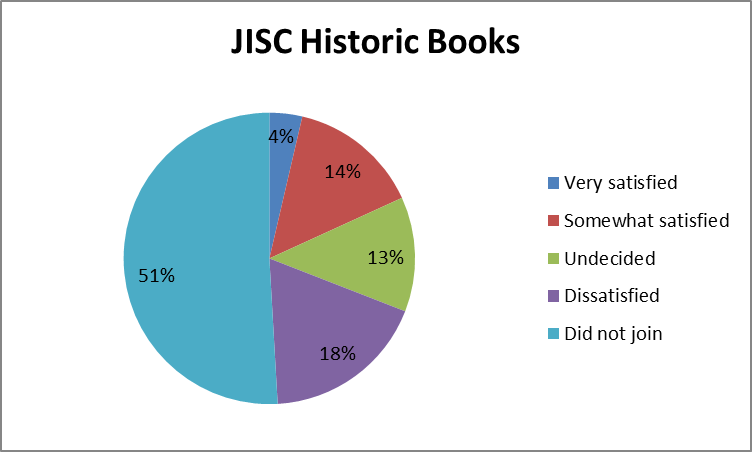 JISC Historic Books
4%
14%
13%
18%
51%
Very satisfied
Somewhat satisfied
Undecided
Dissatisfied
Did not join